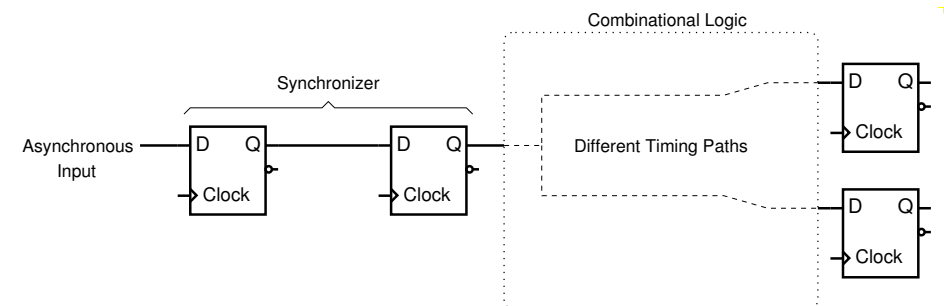 Combinational Logic
Synchronizer
Asynchronous
Input
D Q
Clock
D Q
Clock
Different Timing Paths
D Q
Clock
D Q
Clock